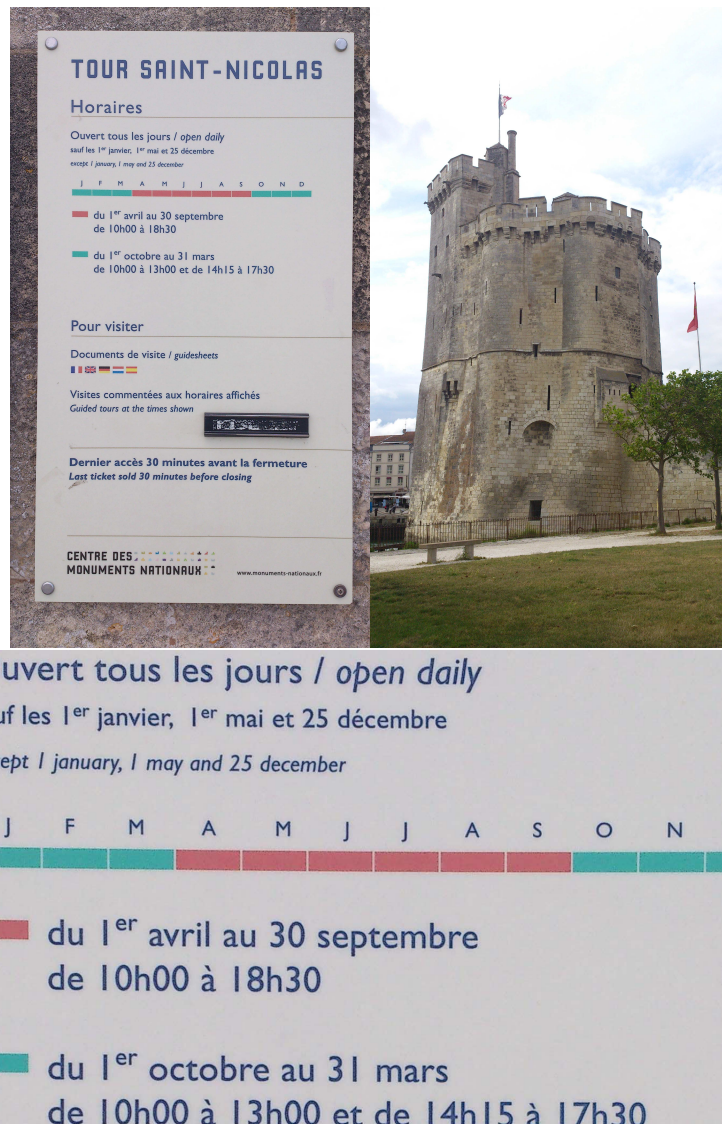 TOUR SAINT-NICOLAS
Horaires
Ouvert tous les jours / open daily
sauf les 1er janvier, 1er mai et 25 décembre
except 1 january, 1 may and 25 december
J F M A M J J A S O N D
du 1er avril au 30 septembre
de 10h00 à 18h30
du 1er octobre au 31 mars
de 10h00 à 13h00 et de 14h15 à 17h30
Pour visiter
Documents de visite / guidesheets
Visites commentées aux horaires affichés
Guided tours at the times shown
Dernier accès 30 minutes avant la fermeture
Last ticket sold 30 minutes before closing
CENTRE DES
MONUMENTS NATIONAUX
www.monuments-nationaux.fr
uvert tous les jours / open daily
uf les 1er janvier, 1er mai et 25 décembre
ept 1 january, 1 may and 25 december
J F M A M J J A S O N
du 1er avril au 30 septembre
de 10h00 à 18h30
du 1er octobre au 31 mars
de 10h00 à 13h00 et de 14h15 à 17h30